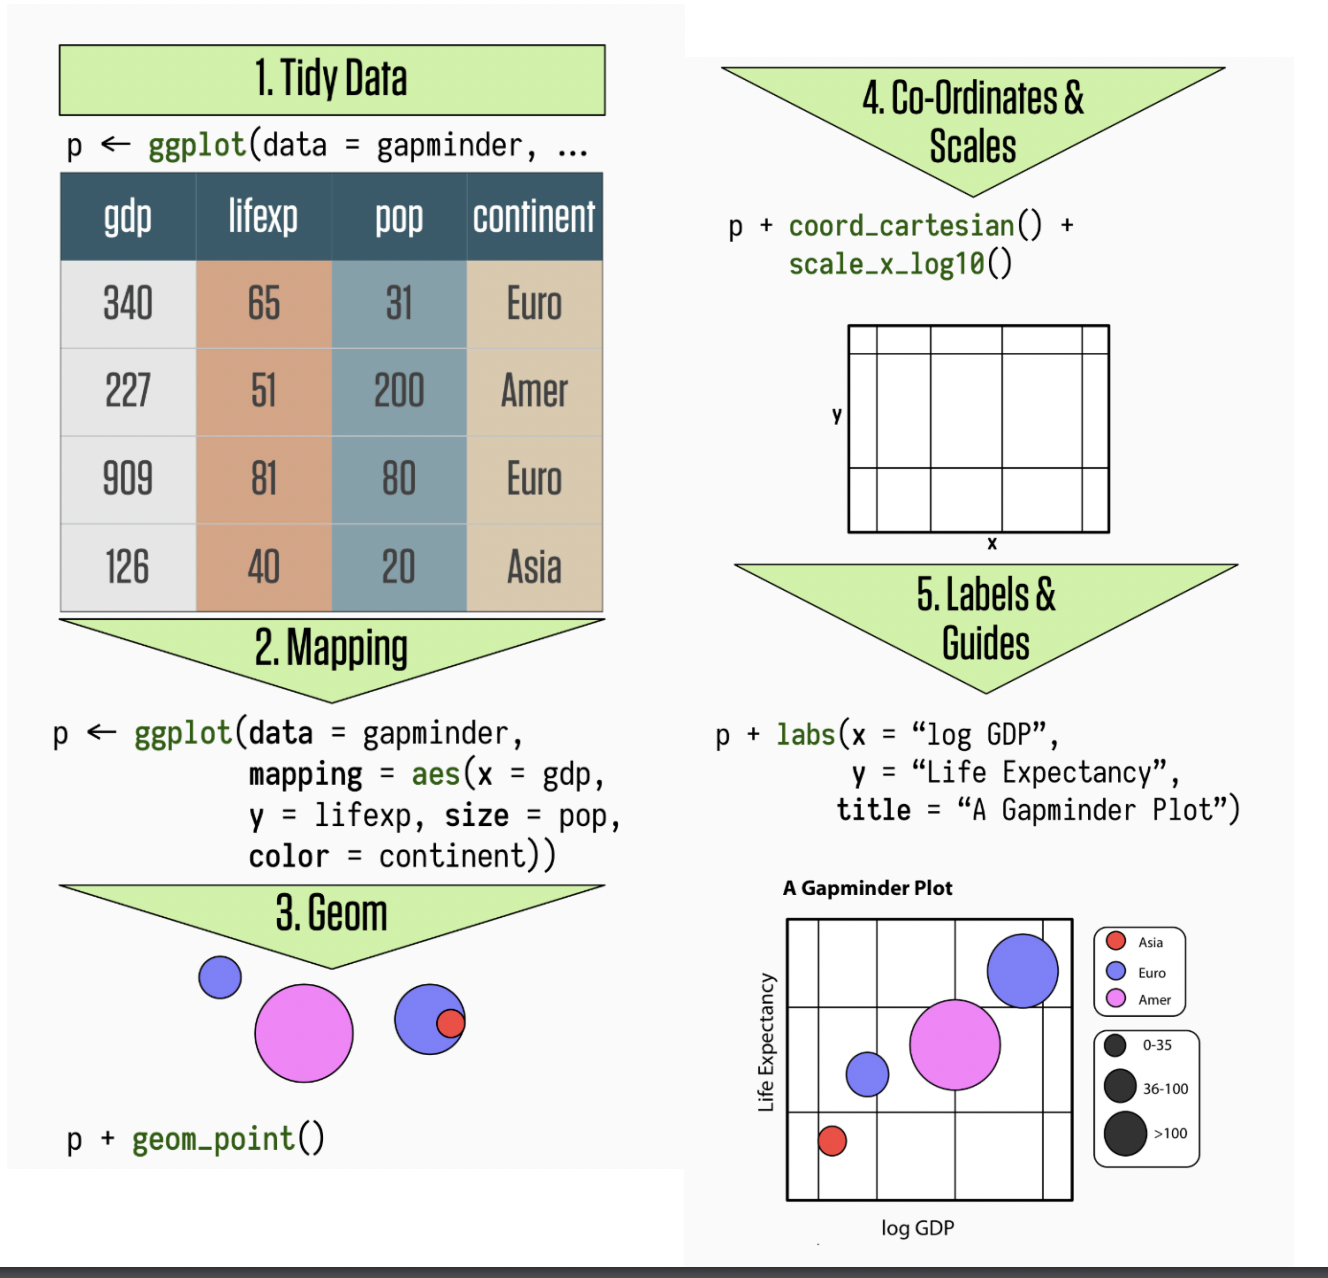 1. Tidy Data
p ← ggplot(data = gapminder, ...
gdp lifexp pop continent
340 65 31 Euro
227 51 200 Amer
909 81 80 Euro
126 40 20 Asia
2. Mapping
p ← ggplot(data = gapminder,
mapping = aes(x = gdp,
y = lifexp, size = pop,
color = continent))
3. Geom
p + geom_point()
4. Co-Ordinates &
Scales
p + coord_cartesian() +
scale_x_log10()
y
x
5. Labels &
Guides
p + labs(x = “log GDP”,
y = “Life Expectancy”,
title = “A Gapminder Plot”)
A Gapminder Plot
Life Expectancy
Asia
Euro
Amer
0-35
36-100
>100
log GDP